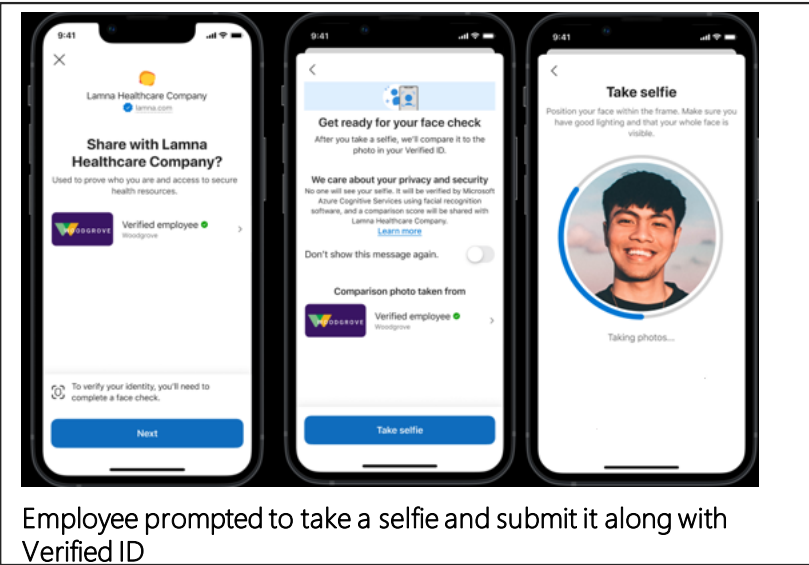 9:41
Lamna Healthcare Company
lamna.com
Share with Lamna
Healthcare Company?
Used to prove who you are and access to secure
health resources.
WOODGROVE
Verified employee
Woodgrove
To verify your identity, you'll need to
complete a face check.
Next
9:41
Get ready for your face check
After you take a selfie, we'll compare it to the
photo in your Verified ID.
We care about your privacy and security
No one will see your selfie. It will be verified by Microsoft
Azure Cognitive Services using facial recognition
software, and a comparison score will be shared with
Lamna Healthcare Company.
Learn more
Don't show this message again.
Comparison photo taken from
WOODGROVE
Verified employee
Woodgrove
Take selfie
9:41
Take selfie
Position your face within the frame. Make sure you
have good lighting and that your whole face is
visible.
Taking photos...
Employee prompted to take a selfie and submit it along with
Verified ID